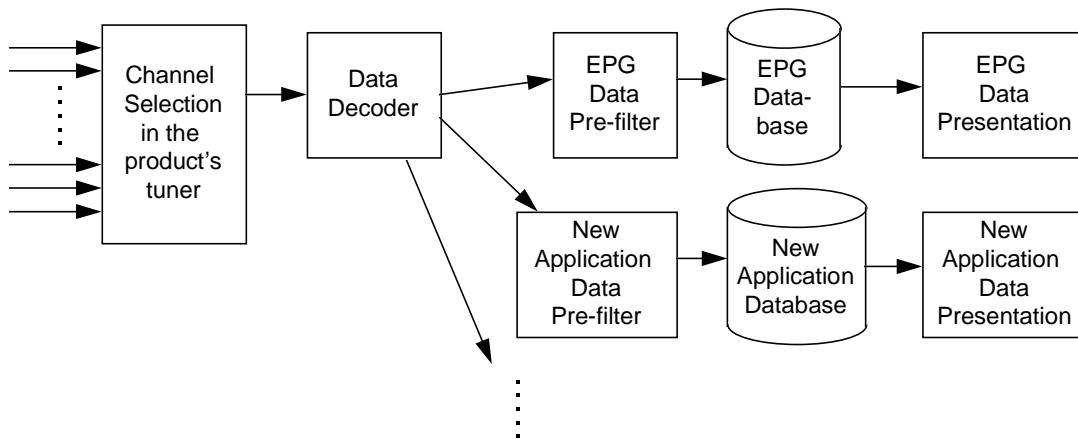 Channel
Selection
in the
product's
tuner
Data
Decoder
EPG
Data
Pre-filter
EPG
Data-
base
EPG
Data
Presentation
New
Application
Data
Pre-filter
New
Application
Database
New
Application
Data
Presentation